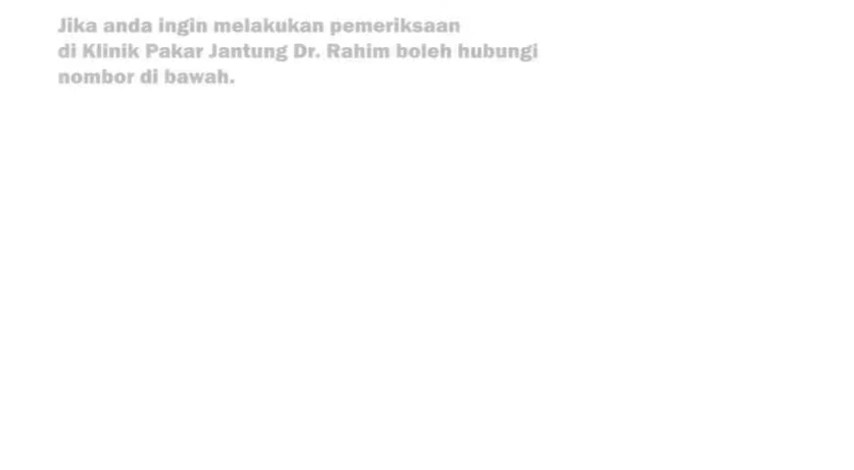 Jika anda ingin melakukan pemeriksaan
di Klinik Pakar Jantung Dr. Rahim boleh hubungi
nombor di bawah.